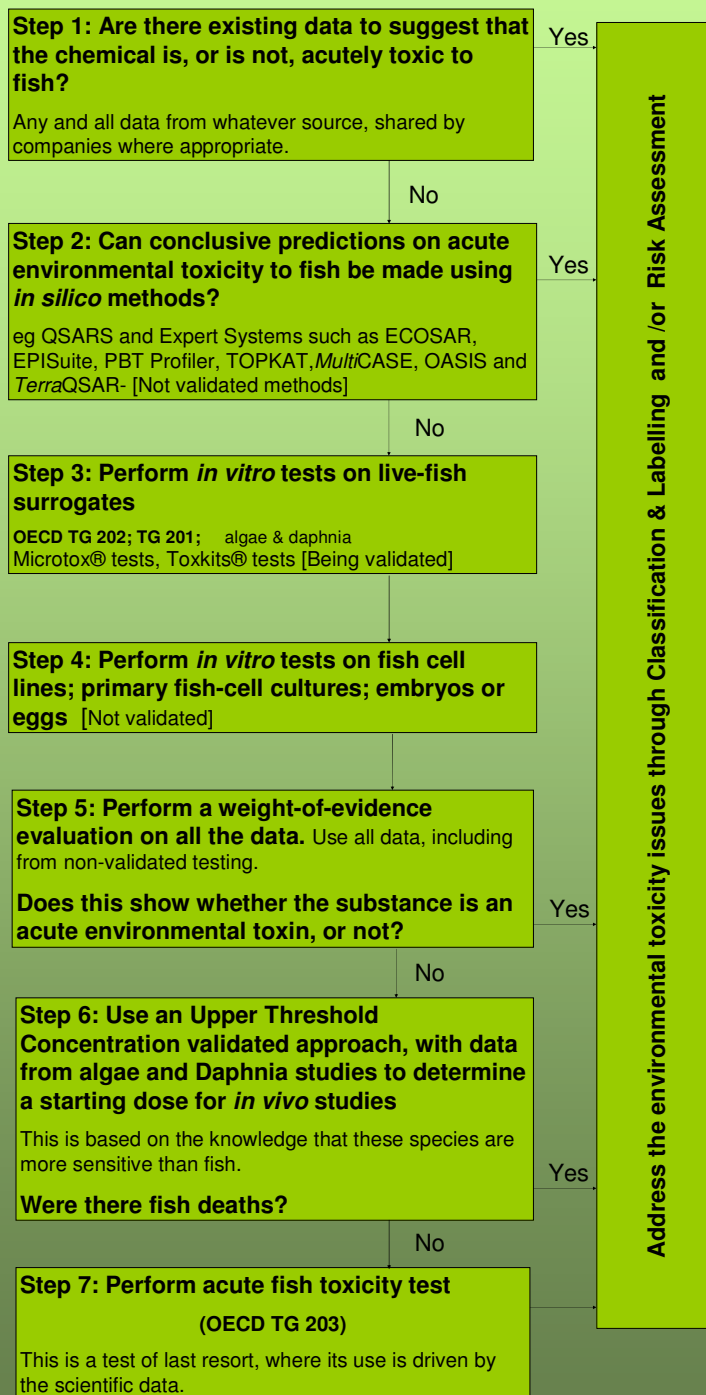 Step 1: Are there existing data to suggest that
the chemical is, or is not, acutely toxic to
fish?
Any and all data from whatever source, shared by
companies where appropriate.
Yes
No
Step 2: Can conclusive predictions on acute
environmental toxicity to fish be made using
in silico methods?
eg QSARS and Expert Systems such as ECOSAR,
EPISuite, PBT Profiler, TOPKAT,MultiCASE, OASIS and
TerraQSAR- [Not validated methods]
Yes
No
Step 3: Perform in vitro tests on live-fish
surrogates
OECD TG 202; TG 201; algae & daphnia
Microtox® tests, Toxkits® tests [Being validated]
Step 4: Perform in vitro tests on fish cell
lines; primary fish-cell cultures; embryos or
eggs [Not validated]
Step 5: Perform a weight-of-evidence
evaluation on all the data. Use all data, including
from non-validated testing.
Does this show whether the substance is an
acute environmental toxin, or not?
Yes
No
Step 6: Use an Upper Threshold
Concentration validated approach, with data
from algae and Daphnia studies to determine
a starting dose for in vivo studies
This is based on the knowledge that these species are
more sensitive than fish.
Were there fish deaths?
Yes
No
Step 7: Perform acute fish toxicity test
(OECD TG 203)
This is a test of last resort, where its use is driven by
the scientific data.
Address the environmental toxicity issues through Classification & Labelling and /or Risk Assessment